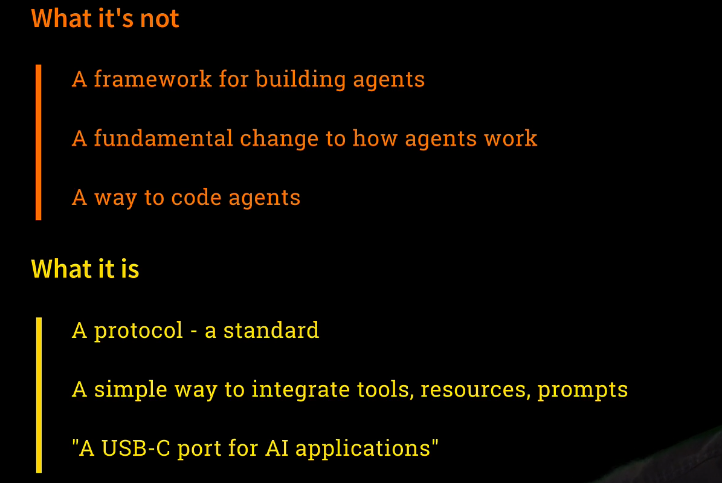 What it's not
A framework for building agents
A fundamental change to how agents work
A way to code agents
What it is
A protocol - a standard
A simple way to integrate tools, resources, prompts
"A USB-C port for AI applications"